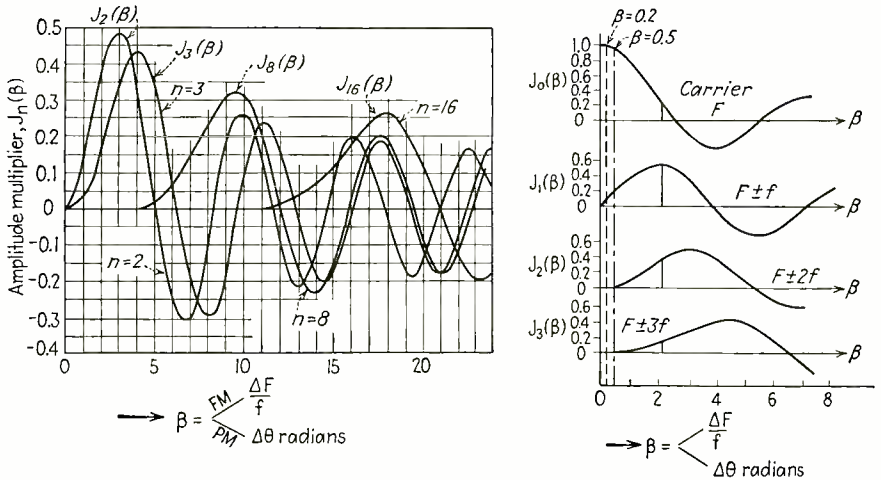 J₂(β)
J₃(β)
n=3
J₈(β)
J₁₆(β)
n=16
n=2
n=8
Amplitude multiplier, Jₙ(β)
0.5
0.4
0.3
0.2
0.1
0
-0.1
-0.2
-0.3
-0.4
0 5 10 15 20
β = FM ΔF/f
PM Δθ radians
β=0.2
β=0.5
J₀(β)
1.0
0.8
0.6
0.4
0.2
0
Carrier
F
β
J₁(β)
0.6
0.4
0.2
0
F±f
β
J₂(β)
0.6
0.4
0.2
0
F±2f
β
J₃(β)
0.6
0.4
0.2
0
F±3f
β
0 2 4 6 8
β = ΔF/f
Δθ radians